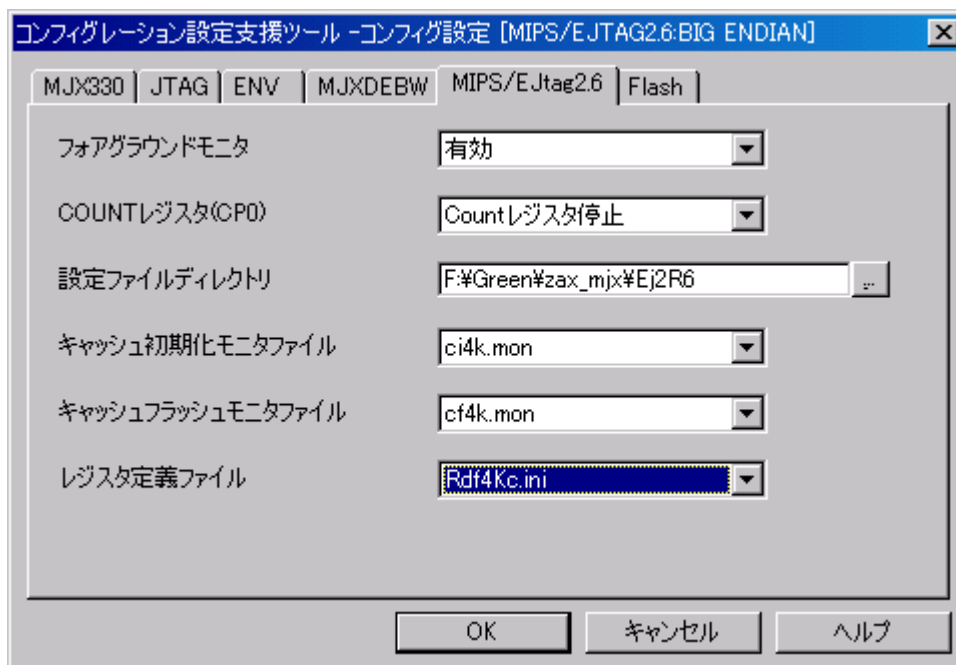 コンフィグレーション設定支援ツール -コンフィグ設定 [MIPS/EJTAG2.6:BIG ENDIAN]
MJX330 JTAG ENV MJXDEBW MIPS/EJtag2.6 Flash
フォアグラウンドモニタ 有効
COUNTレジスタ(CP0) Countレジスタ停止
設定ファイルディレクトリ F:¥Green¥zax_mjx¥Ej2R6 ...
キャッシュ初期化モニタファイル ci4k.mon
キャッシュフラッシュモニタファイル cf4k.mon
レジスタ定義ファイル Rdf4Kc.ini
OK キャンセル ヘルプ